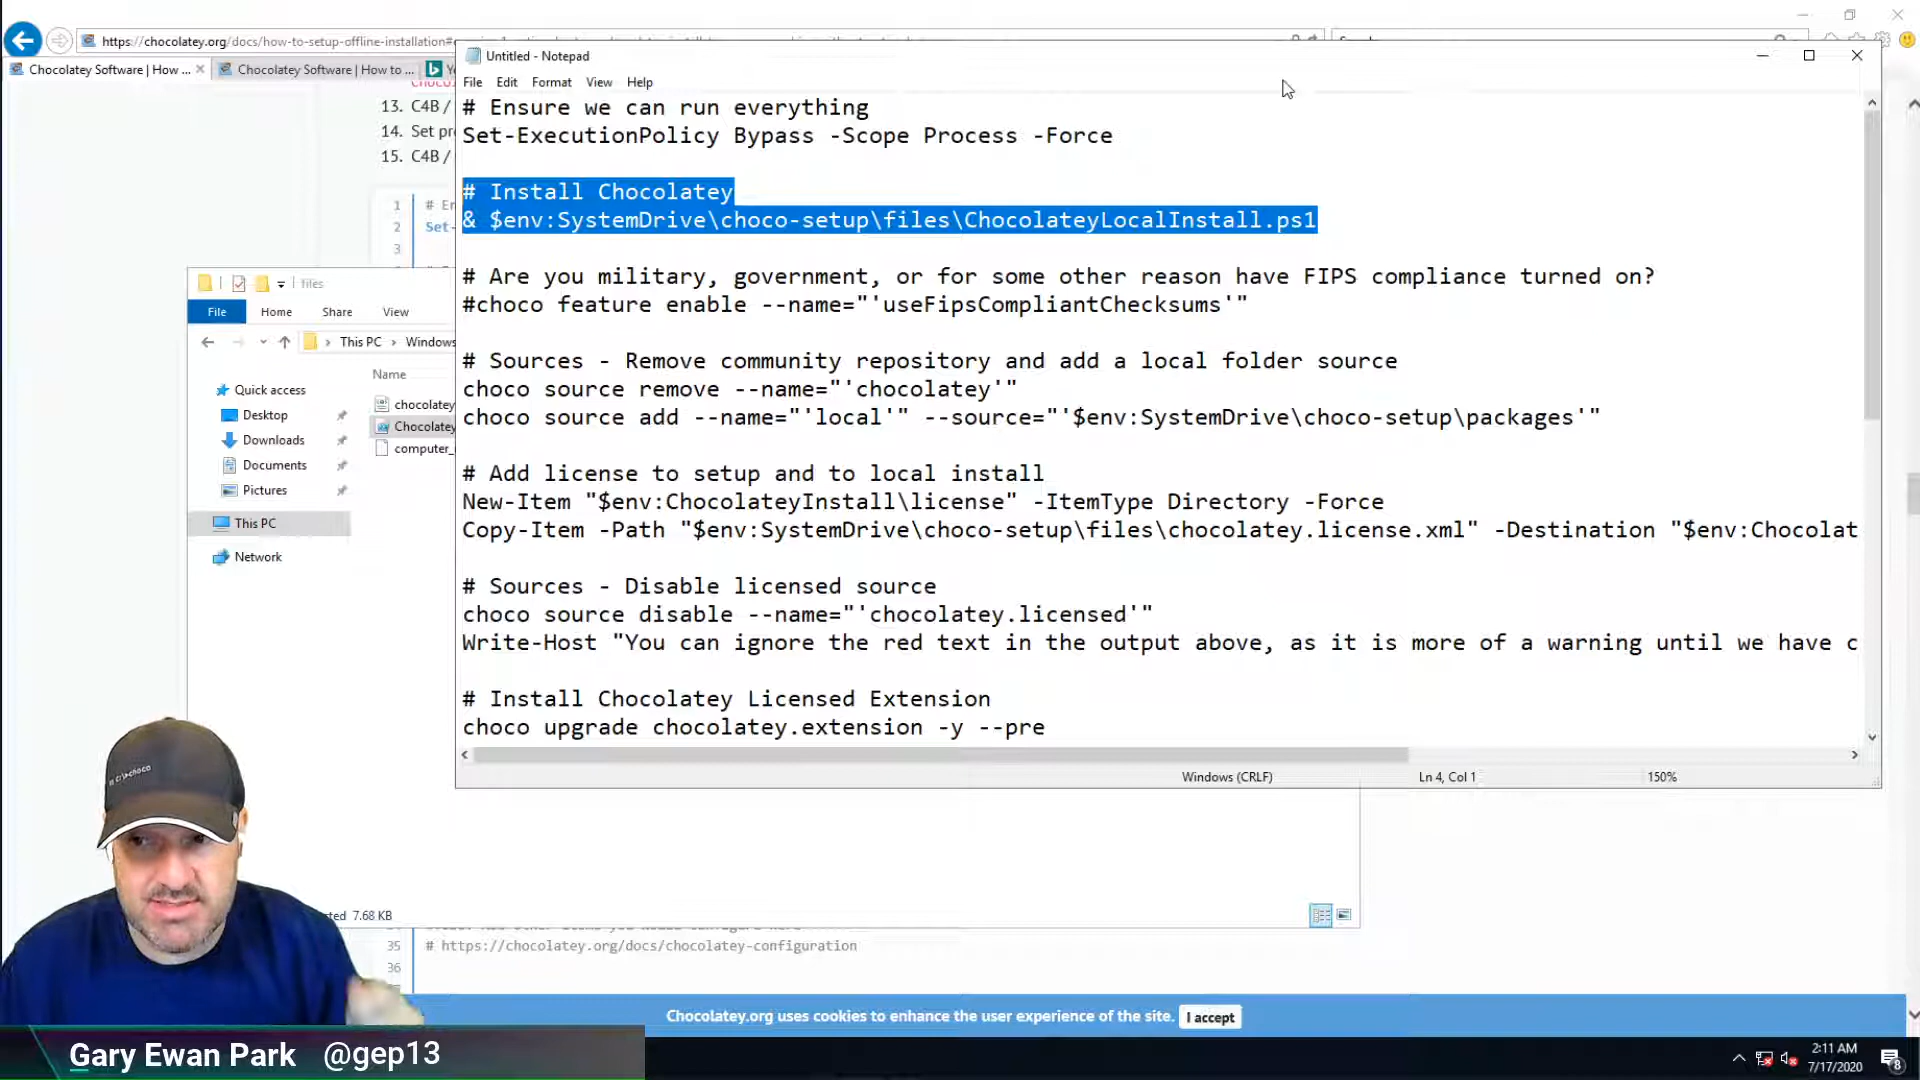 https://chocolatey.org/docs/how-to-setup-offline-installation#
Chocolatey Software | How ...
Chocolatey Software | How to ...
13. C4B /
14. Set pr
15. C4B /
1 # En
2 Set-
3
Untitled - Notepad
File Edit Format View Help
# Ensure we can run everything
Set-ExecutionPolicy Bypass -Scope Process -Force
# Install Chocolatey
& $env:SystemDrive\choco-setup\files\ChocolateyLocalInstall.ps1
# Are you military, government, or for some other reason have FIPS compliance turned on?
#choco feature enable --name="'useFipsCompliantChecksums'"
# Sources - Remove community repository and add a local folder source
choco source remove --name="'chocolatey'"
choco source add --name="'local'" --source="'$env:SystemDrive\choco-setup\packages'"
# Add license to setup and to local install
New-Item "$env:ChocolateyInstall\license" -ItemType Directory -Force
Copy-Item -Path "$env:SystemDrive\choco-setup\files\chocolatey.license.xml" -Destination "$env:Chocolat
# Sources - Disable licensed source
choco source disable --name="'chocolatey.licensed'"
Write-Host "You can ignore the red text in the output above, as it is more of a warning until we have c
# Install Chocolatey Licensed Extension
choco upgrade chocolatey.extension -y --pre
Windows (CRLF)
Ln 4, Col 1
150%
files
File Home Share View
This PC
Windows
Quick access
Desktop
Downloads
Documents
Pictures
This PC
Network
Name
chocolatey
Chocolatey
computer_
7.68 KB
35 # https://chocolatey.org/docs/chocolatey-configuration
36
Chocolatey.org uses cookies to enhance the user experience of the site.
I accept
Gary Ewan Park @gep13
2:11 AM
7/17/2020
8